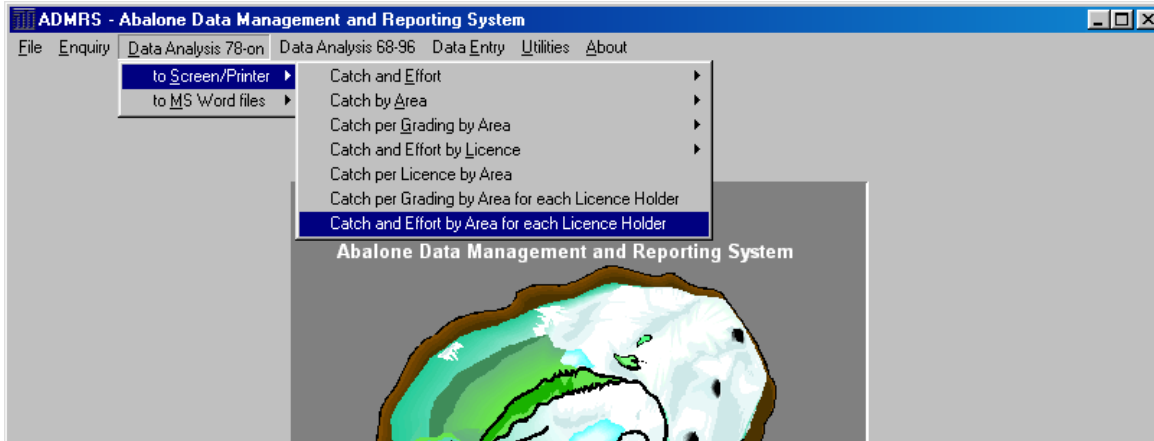 ADMRS - Abalone Data Management and Reporting System
File Enquiry Data Analysis 78-on Data Analysis 68-96 Data Entry Utilities About
to Screen/Printer
to MS Word files
Catch and Effort
Catch by Area
Catch per Grading by Area
Catch and Effort by Licence
Catch per Licence by Area
Catch per Grading by Area for each Licence Holder
Catch and Effort by Area for each Licence Holder
Abalone Data Management and Reporting System